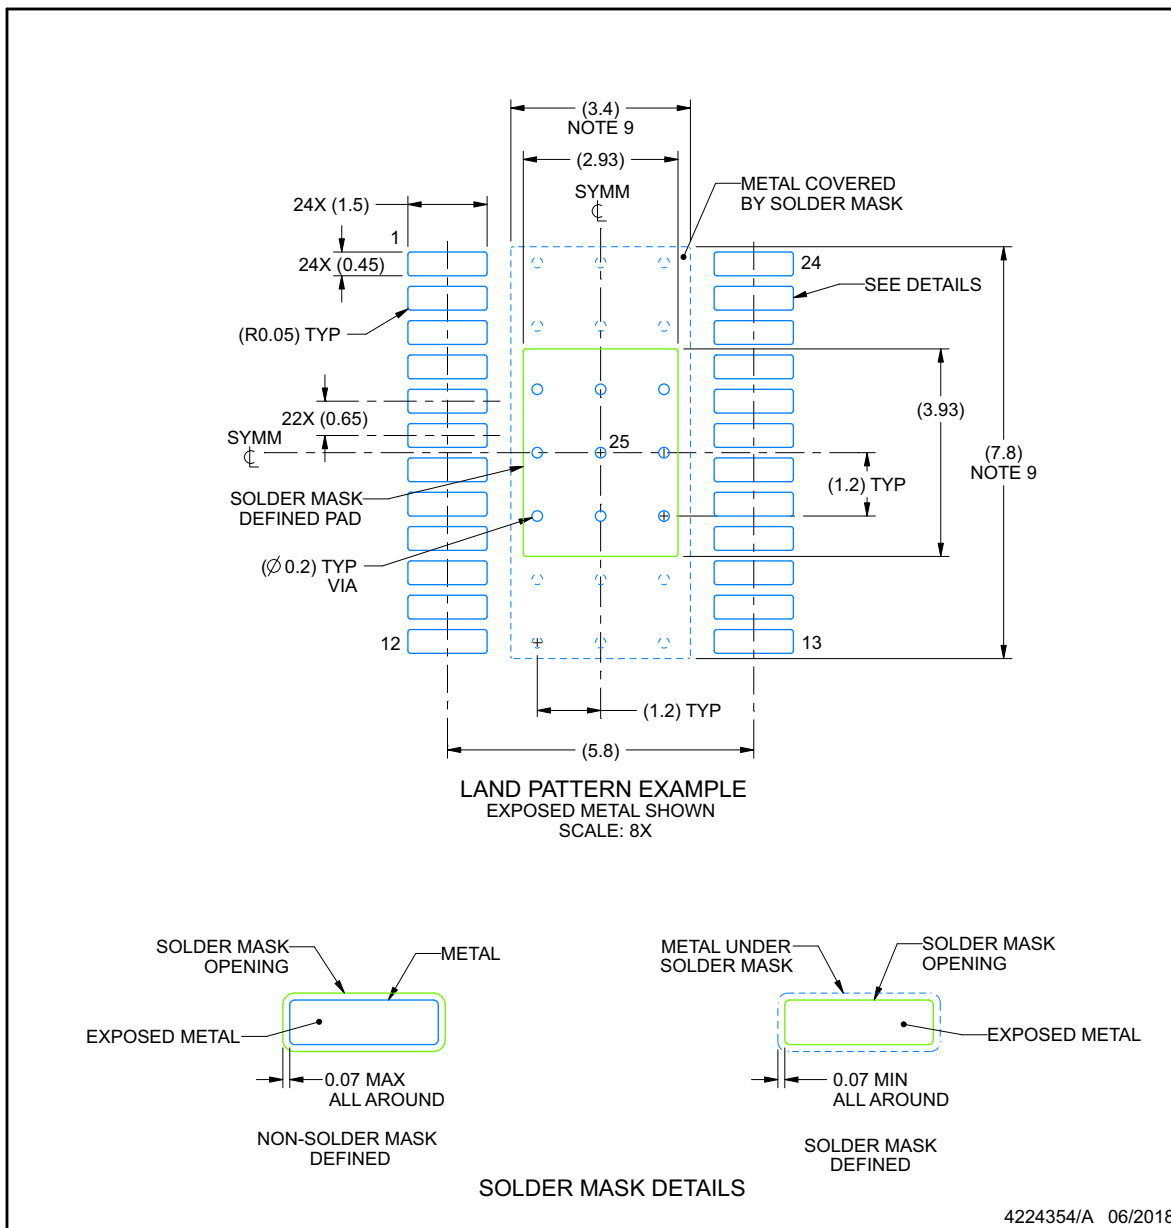 (3.4)
NOTE 9
(2.93)
SYMM
METAL COVERED
BY SOLDER MASK
24X (1.5)
1
24X (0.45)
24
SEE DETAILS
(R0.05) TYP
22X (0.65)
(3.93)
SYMM
25
(7.8)
NOTE 9
(1.2) TYP
SOLDER MASK
DEFINED PAD
(∅ 0.2) TYP
VIA
12
13
(1.2) TYP
(5.8)
LAND PATTERN EXAMPLE
EXPOSED METAL SHOWN
SCALE: 8X
SOLDER MASK
OPENING
METAL
EXPOSED METAL
0.07 MAX
ALL AROUND
NON-SOLDER MASK
DEFINED
METAL UNDER
SOLDER MASK
SOLDER MASK
OPENING
EXPOSED METAL
0.07 MIN
ALL AROUND
SOLDER MASK
DEFINED
SOLDER MASK DETAILS
4224354/A 06/2018